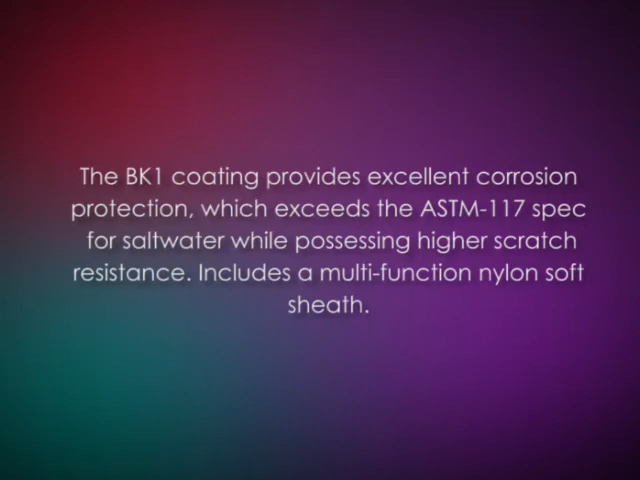 The BK1 coating provides excellent corrosion
protection, which exceeds the ASTM-117 spec
for saltwater while possessing higher scratch
resistance. Includes a multi-function nylon soft
sheath.